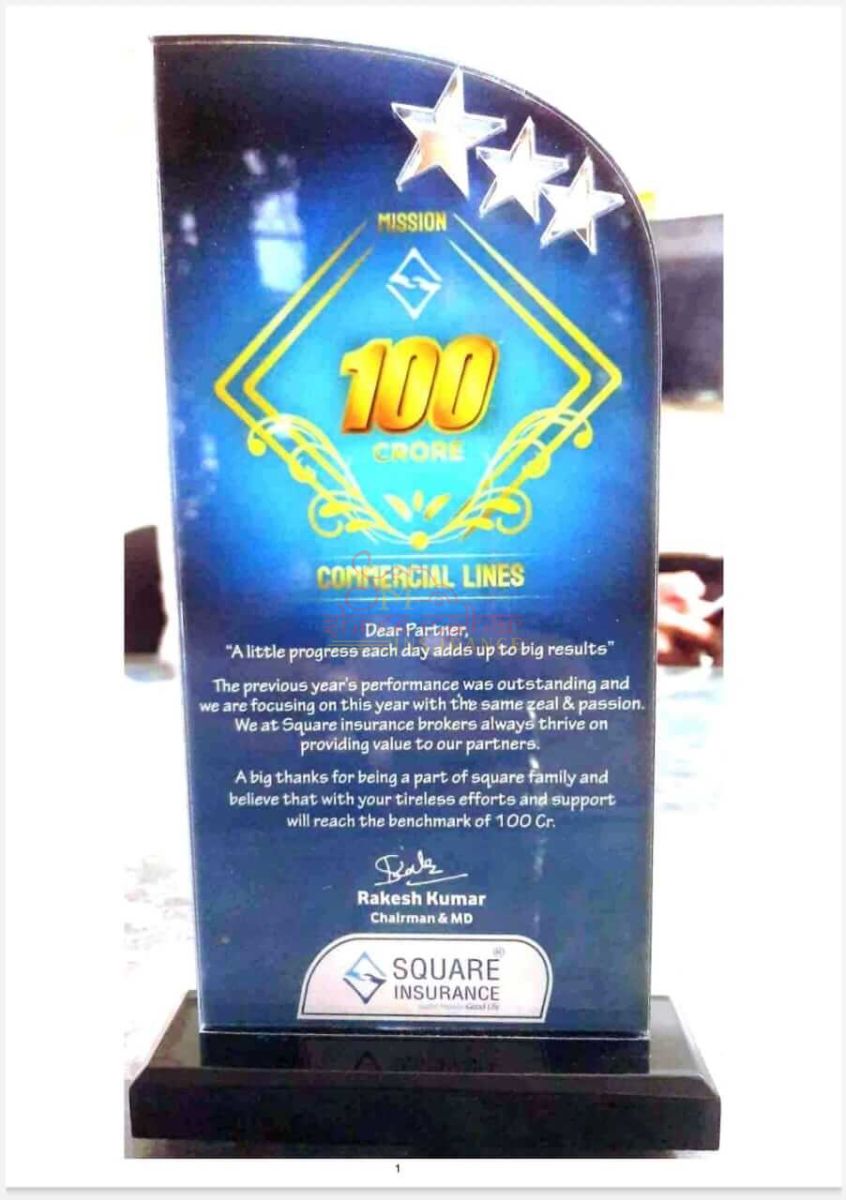 MISSION
100
CRORE
COMMERCIAL LINES
Dear Partner,
INSURANCE
"A little progress each day adds up to big results"
The previous year's performance was outstanding and
we are focusing on this year with the same zeal & passion.
We at Square insurance brokers always thrive on
providing value to our partners.
A big thanks for being a part of square family and
believe that with your tireless efforts and support
will reach the benchmark of 100 Cr.
Rakesh Kumar
Chairman & MD
SQUARE ®
INSURANCE
Good Life
1